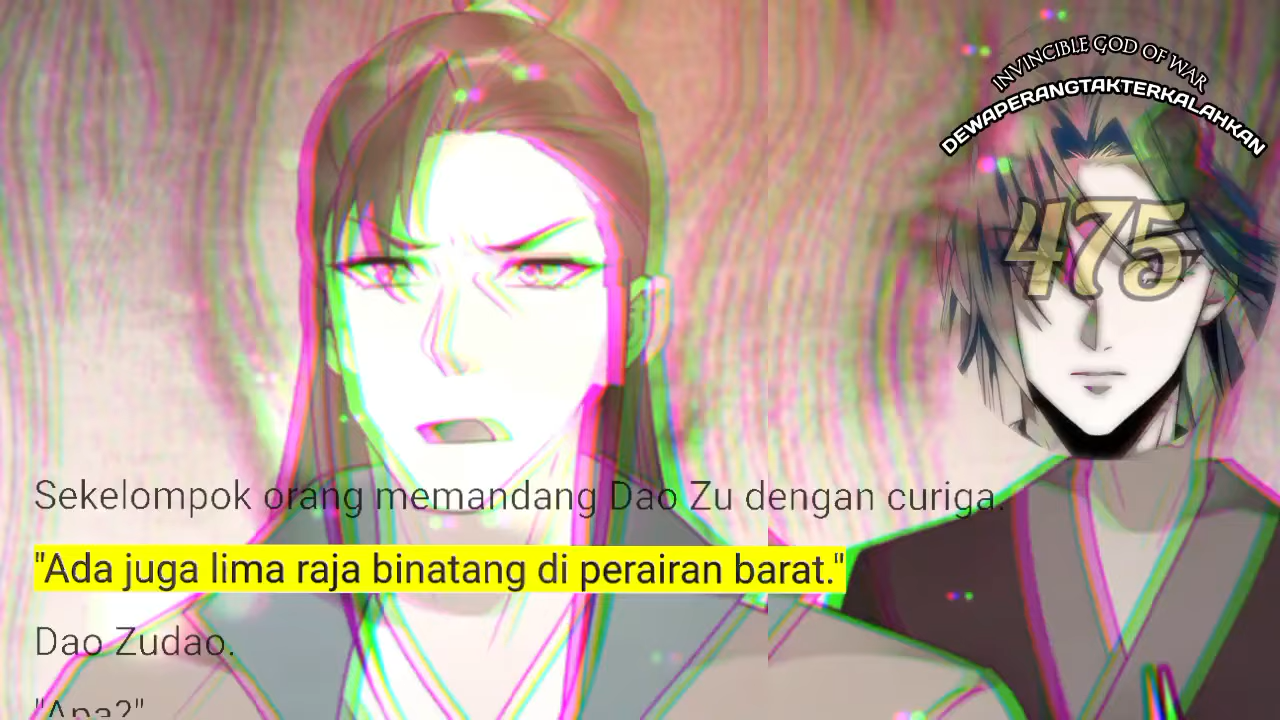 INVINCIBLE GOD OF WAR
DEWAPERANGTAKTERKALAHKAN
475
Sekelompok orang memandang Dao Zu dengan curiga.
"Ada juga lima raja binatang di perairan barat."
Dao Zudao.
"Apa?"